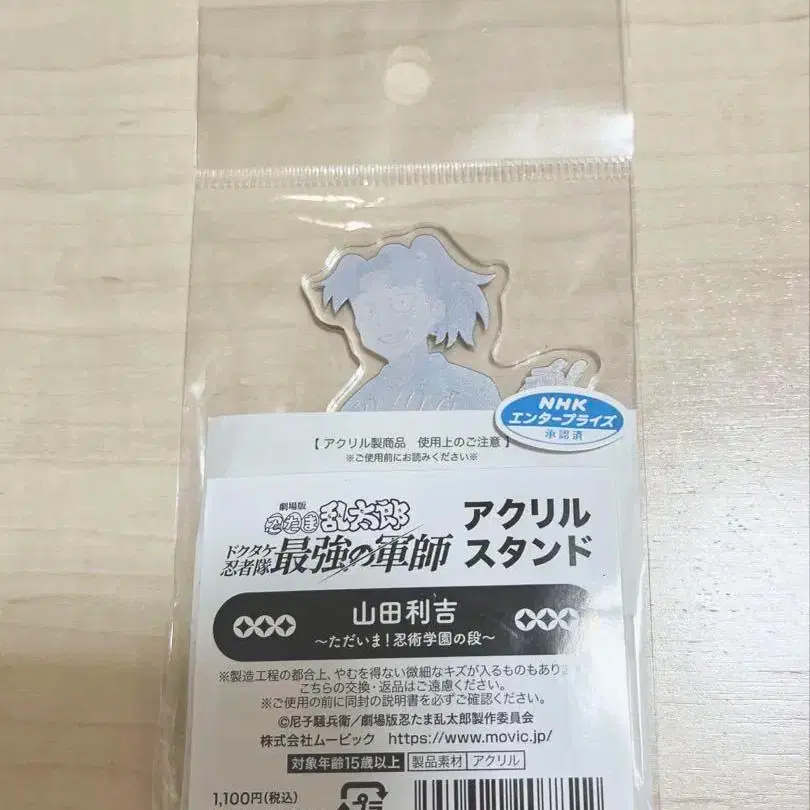 NHK
エンタープライズ
承認済
【 アクリル製商品　使用上のご注意 】
※ご使用前にお読みください※
劇場版
忍たま乱太郎
ドクタケ忍者隊 最強の軍師
アクリル
スタンド
山田利吉
～ただいま！忍術学園の段～
※製造工程の都合上、やむを得ない微細なキズが入るものもあり
こちらの交換・返品はご遠慮ください。
※ご使用の前に同封の説明書を必ずご確認ください。
©尼子騒兵衛／劇場版忍たま乱太郎製作委員会
株式会社ムービック　https://www.movic.jp/
対象年齢15歳以上 製品素材 アクリル
1,100円(税込)